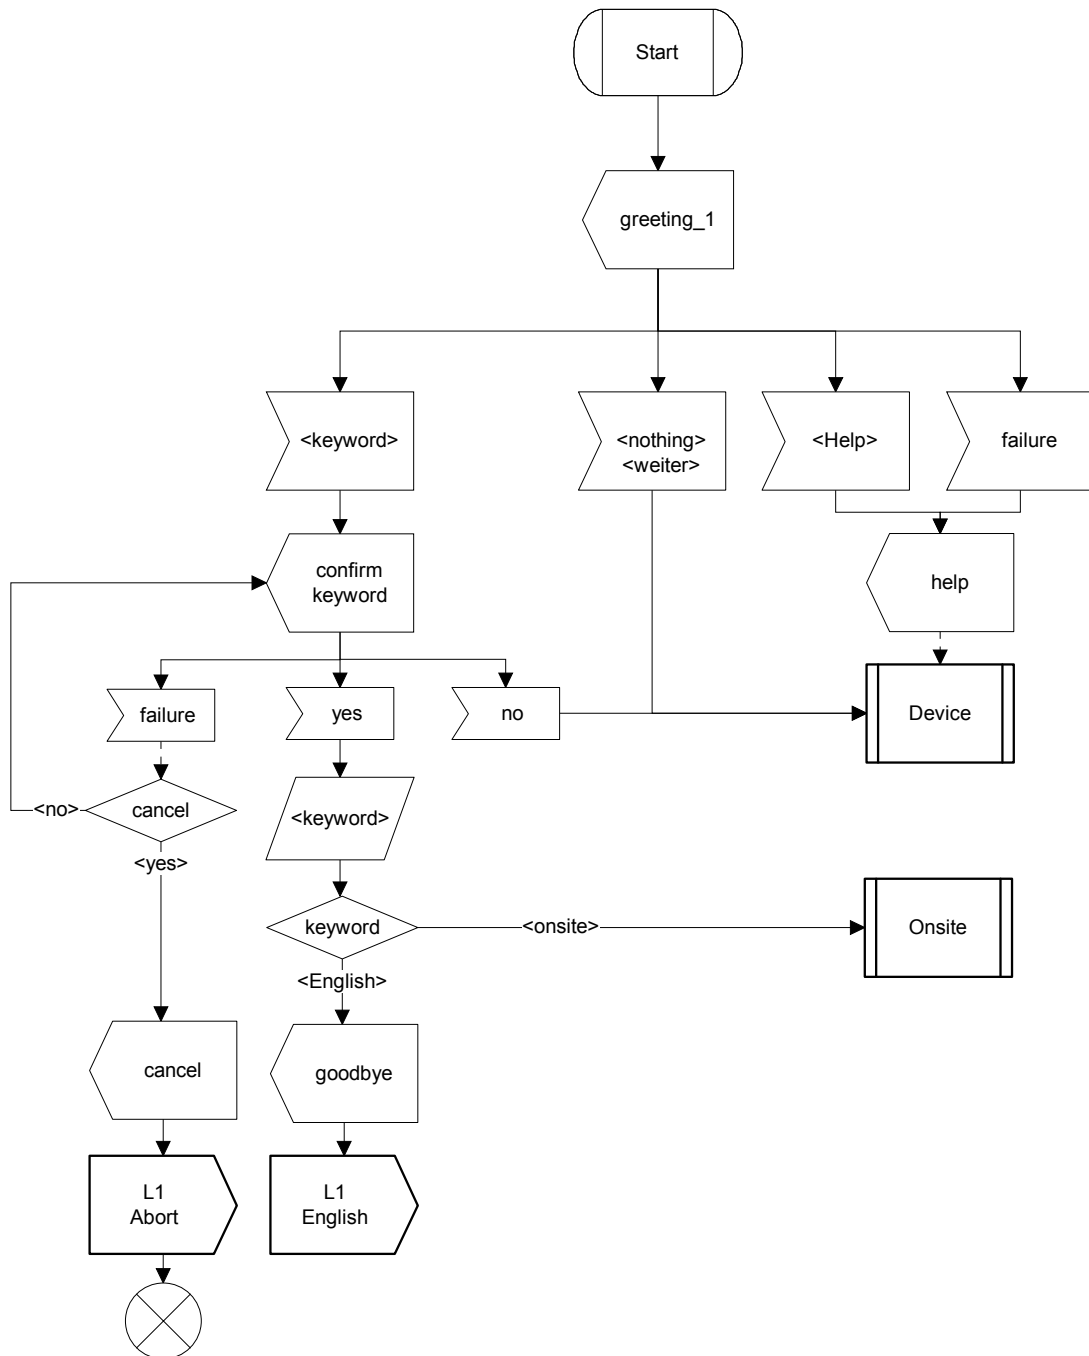 Start
greeting_1
<keyword>
<nothing>
<weiter>
<Help>
failure
confirm
keyword
help
failure
yes
no
Device
<no>
cancel
<keyword>
<yes>
keyword
<onsite>
Onsite
<English>
cancel
goodbye
L1
Abort
L1
English